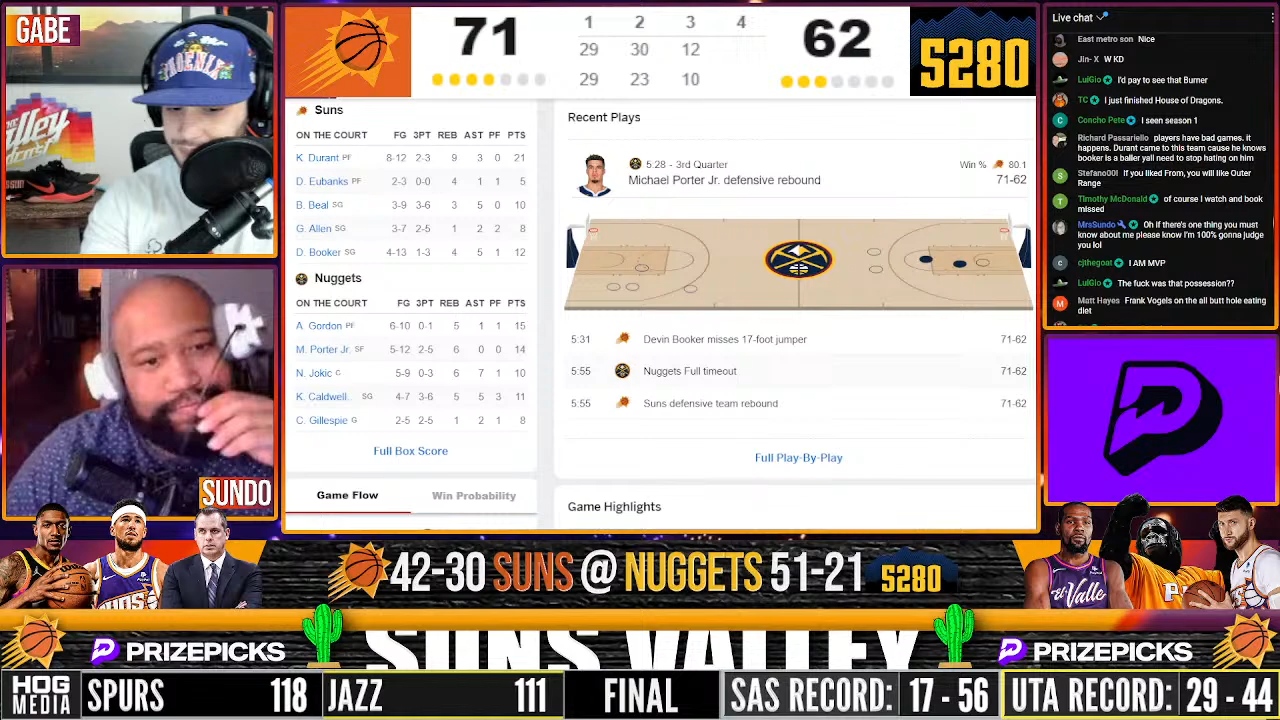 GABE
PHOENIX
SUNDO
71
1 2 3 4
29 30 12
29 23 10
62
5280
Suns
ON THE COURT FG 3PT REB AST PF PTS
K. Durant PF 8-12 2-3 9 3 0 21
D. Eubanks PF 2-3 0-0 4 1 1 5
B. Beal SG 3-9 3-6 3 5 0 10
G. Allen SG 3-7 2-5 1 2 2 8
D. Booker SG 4-13 1-3 4 5 1 12
Nuggets
ON THE COURT FG 3PT REB AST PF PTS
A. Gordon PF 6-10 0-1 5 1 1 15
M. Porter Jr. SF 5-12 2-5 6 0 0 14
N. Jokic C 5-9 0-3 6 7 1 10
K. Caldwell. SG 4-7 3-6 5 5 3 11
C. Gillespie G 2-5 2-5 1 2 1 8
Full Box Score
Game Flow Win Probability
Recent Plays
5:28 - 3rd Quarter Win % 80.1
Michael Porter Jr. defensive rebound 71-62
5:31 Devin Booker misses 17-foot jumper 71-62
5:55 Nuggets Full timeout 71-62
5:55 Suns defensive team rebound 71-62
Full Play-By-Play
Game Highlights
Live chat
East metro son Nice
Jin- X W KD
LuiGio I'd pay to see that Burner
TC I just finished House of Dragons.
Concho Pete I seen season 1
Richard Passariello players have bad games. it
happens. Durant came to this team cause he knows
booker is a baller yall need to stop hating on him
Stefano00l If you liked From, you will like Outer
Range
Timothy McDonald of course I watch and book
missed
MrsSundo Oh if there's one thing you must
know about me please know I'm 100% gonna judge
you lol
cjthegoat I AM MVP
LuiGio The fuck was that possession??
Matt Hayes Frank Vogels on the all butt hole eating
diet
42-30 SUNS @ NUGGETS 51-21 5280
PRIZEPICKS SUNS VALLEY PRIZEPICKS
HOG MEDIA
SPURS 118 JAZZ 111 FINAL SAS RECORD: 17 - 56 UTA RECORD: 29 - 44